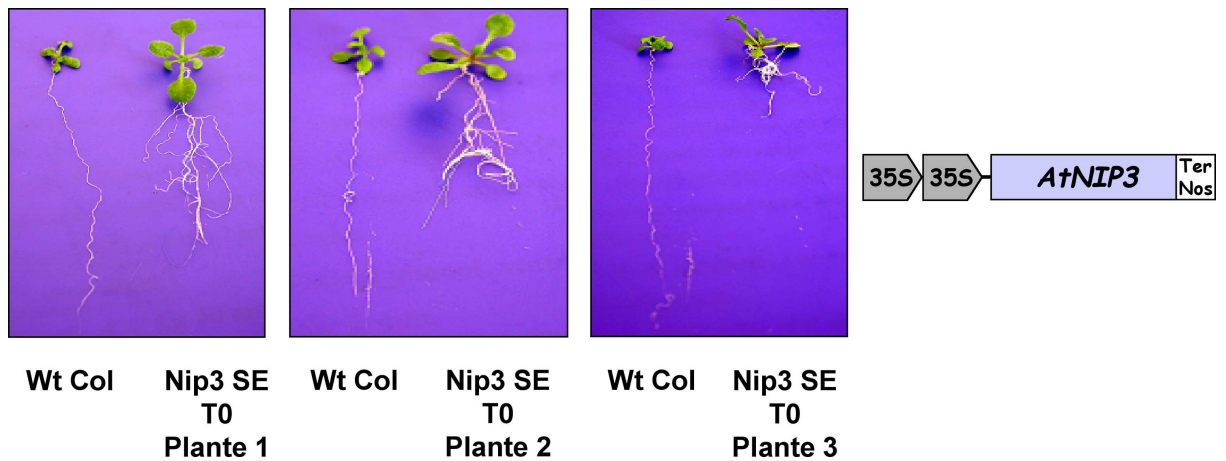 35S 35S AtNIP3 Ter
Nos
Wt Col Nip3 SE
T0
Plante 1
Wt Col Nip3 SE
T0
Plante 2
Wt Col Nip3 SE
T0
Plante 3